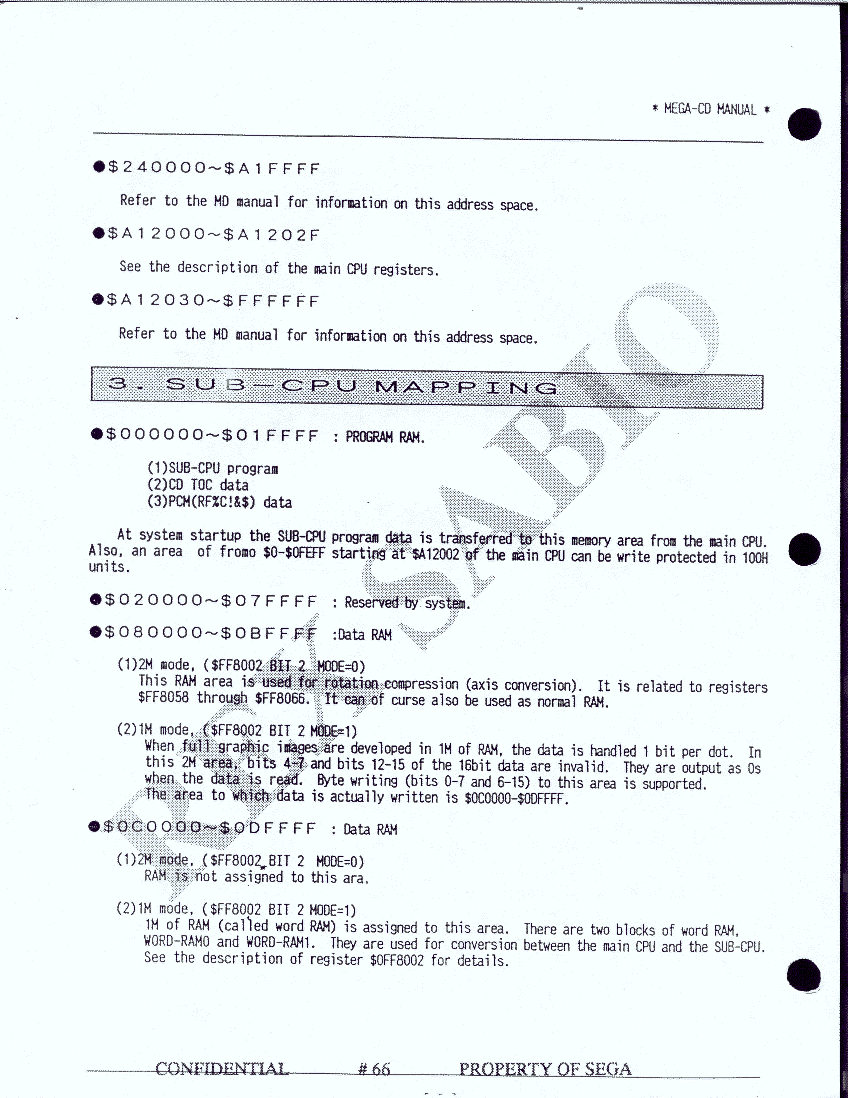 * MEGA-CD MANUAL *
●$240000~$A1FFFF
Refer to the MD manual for information on this address space.
●$A12000~$A1202F
See the description of the main CPU registers.
●$A12030~$FFFFFF
Refer to the MD manual for information on this address space.
3. SUB-CPU MAPPING
●$000000~$01FFFF : PROGRAM RAM.
(1)SUB-CPU program
(2)CD TOC data
(3)PCM(RF%C!&$) data
At system startup the SUB-CPU program data is transferred to this memory area from the main CPU.
Also, an area of fromo $0-$0FEFF starting at $A12002 of the main CPU can be write protected in 100H
units.
●$020000~$07FFFF : Reserved by system.
●$080000~$0BFFFF :Data RAM
(1)2M mode, ($FF8002 BIT 2 MODE=0)
This RAM area is used for rotation compression (axis conversion). It is related to registers
$FF8058 through $FF8066. It can of curse also be used as normal RAM.
(2)1M mode, ($FF8002 BIT 2 MODE=1)
When full graphic images are developed in 1M of RAM, the data is handled 1 bit per dot. In
this 2M area, bits 4-7 and bits 12-15 of the 16bit data are invalid. They are output as 0s
when the data is read. Byte writing (bits 0-7 and 6-15) to this area is supported.
The area to which data is actually written is $0C0000-$0DFFFF.
●$0C0000~$0DFFFF : Data RAM
(1)2M mode, ($FF8002 BIT 2 MODE=0)
RAM is not assigned to this ara.
(2)1M mode, ($FF8002 BIT 2 MODE=1)
1M of RAM (called word RAM) is assigned to this area. There are two blocks of word RAM,
WORD-RAM0 and WORD-RAM1. They are used for conversion between the main CPU and the SUB-CPU.
See the description of register $0FF8002 for details.
CONFIDENTIAL #66 PROPERTY OF SEGA